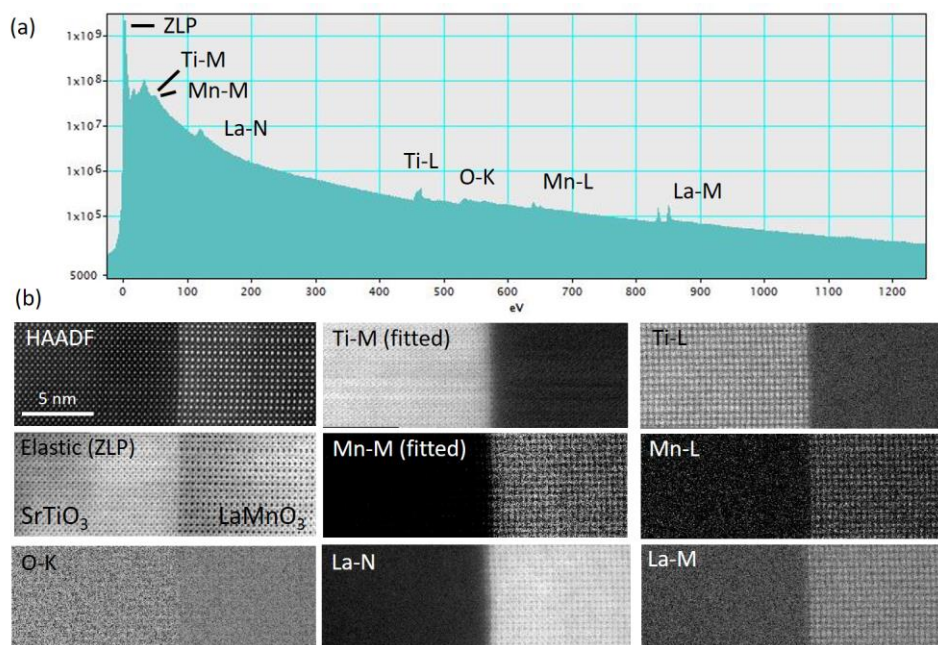 (a)
ZLP
1x10⁹
Ti-M
1x10⁸
Mn-M
1x10⁷
La-N
1x10⁶
Ti-L
O-K
Mn-L
La-M
1x10⁵
5000
0 100 200 300 400 500 600 700 800 900 1000 1100 1200
eV
(b)
HAADF
5 nm
Ti-M (fitted)
Ti-L
Elastic (ZLP)
SrTiO₃
LaMnO₃
Mn-M (fitted)
Mn-L
O-K
La-N
La-M